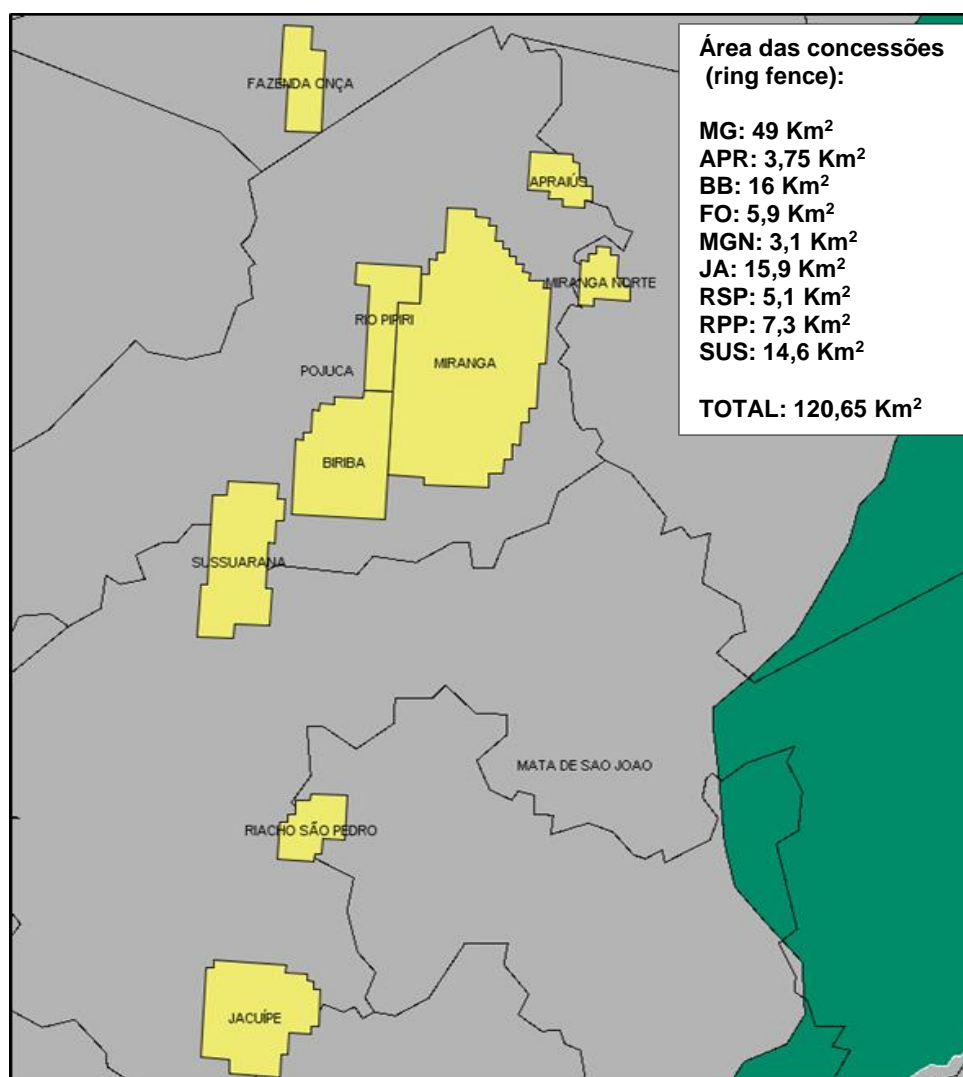 Área das concessões
(ring fence):
MG: 49 Km²
APR: 3,75 Km²
BB: 16 Km²
FO: 5,9 Km²
MGN: 3,1 Km²
JA: 15,9 Km²
RSP: 5,1 Km²
RPP: 7,3 Km²
SUS: 14,6 Km²
TOTAL: 120,65 Km²
FAZENDA ONÇA
APRAIÚS
MIRANGA NORTE
RIO PIPIRI
MIRANGA
POJUCA
BIRIBA
SUSSUARANA
MATA DE SAO JOAO
RIACHO SÃO PEDRO
JACUÍPE